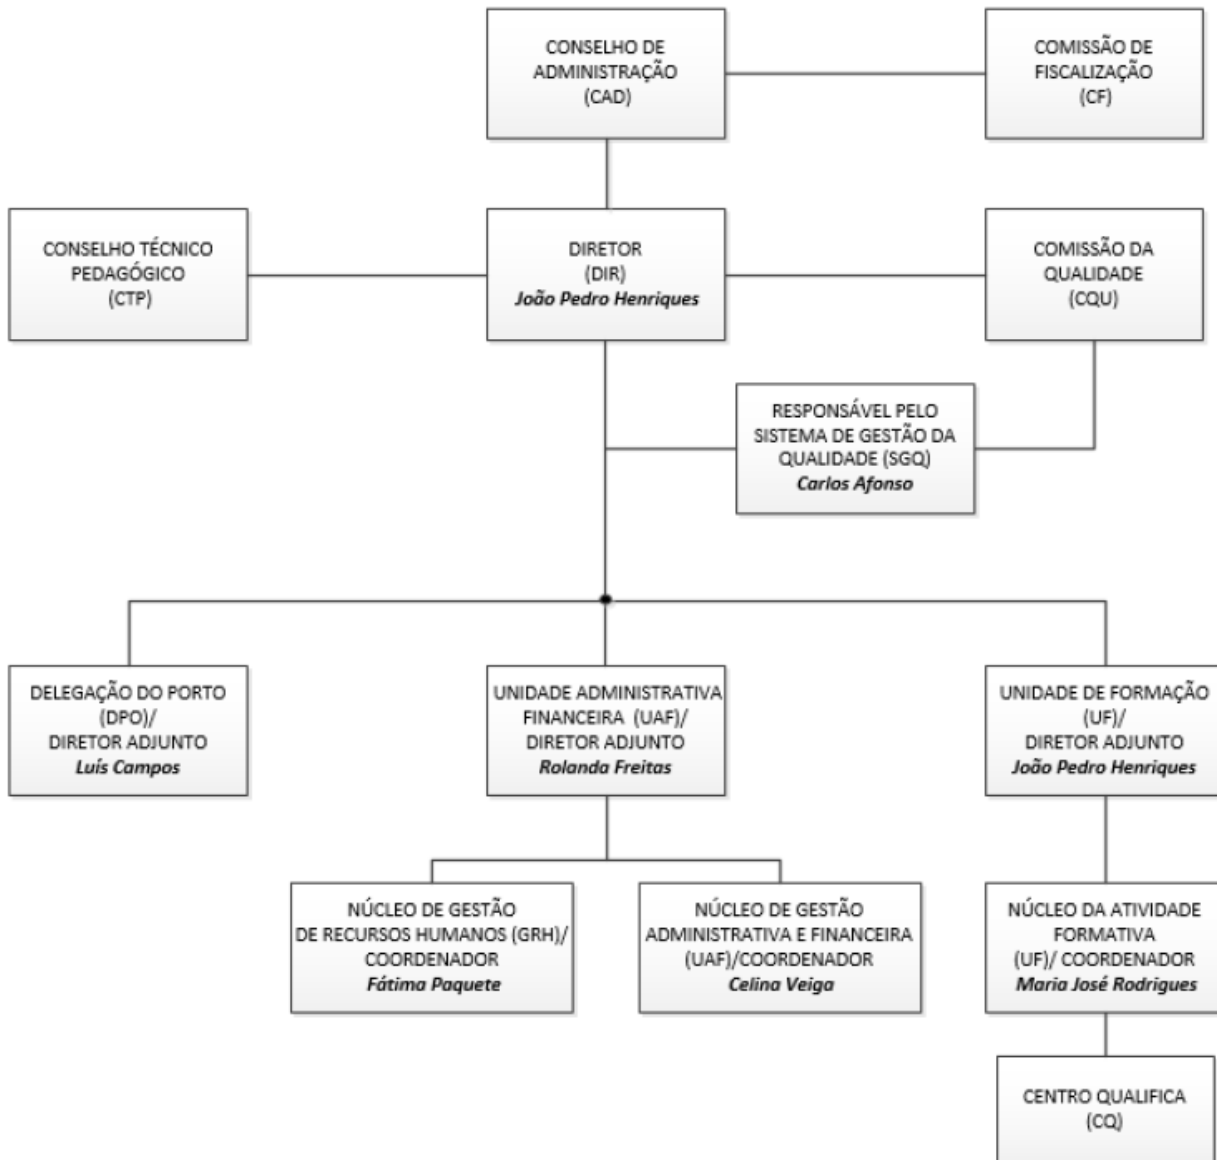 CONSELHO DE
ADMINISTRAÇÃO
(CAD)
COMISSÃO DE
FISCALIZAÇÃO
(CF)
CONSELHO TÉCNICO
PEDAGÓGICO
(CTP)
DIRETOR
(DIR)
João Pedro Henriques
COMISSÃO DA
QUALIDADE
(CQU)
RESPONSÁVEL PELO
SISTEMA DE GESTÃO DA
QUALIDADE (SGQ)
Carlos Afonso
DELEGAÇÃO DO PORTO
(DPO)/
DIRETOR ADJUNTO
Luís Campos
UNIDADE ADMINISTRATIVA
FINANCEIRA (UAF)/
DIRETOR ADJUNTO
Rolanda Freitas
UNIDADE DE FORMAÇÃO
(UF)/
DIRETOR ADJUNTO
João Pedro Henriques
NÚCLEO DE GESTÃO
DE RECURSOS HUMANOS (GRH)/
COORDENADOR
Fátima Paquete
NÚCLEO DE GESTÃO
ADMINISTRATIVA E FINANCEIRA
(UAF)/COORDENADOR
Celina Veiga
NÚCLEO DA ATIVIDADE
FORMATIVA
(UF)/ COORDENADOR
Maria José Rodrigues
CENTRO QUALIFICA
(CQ)